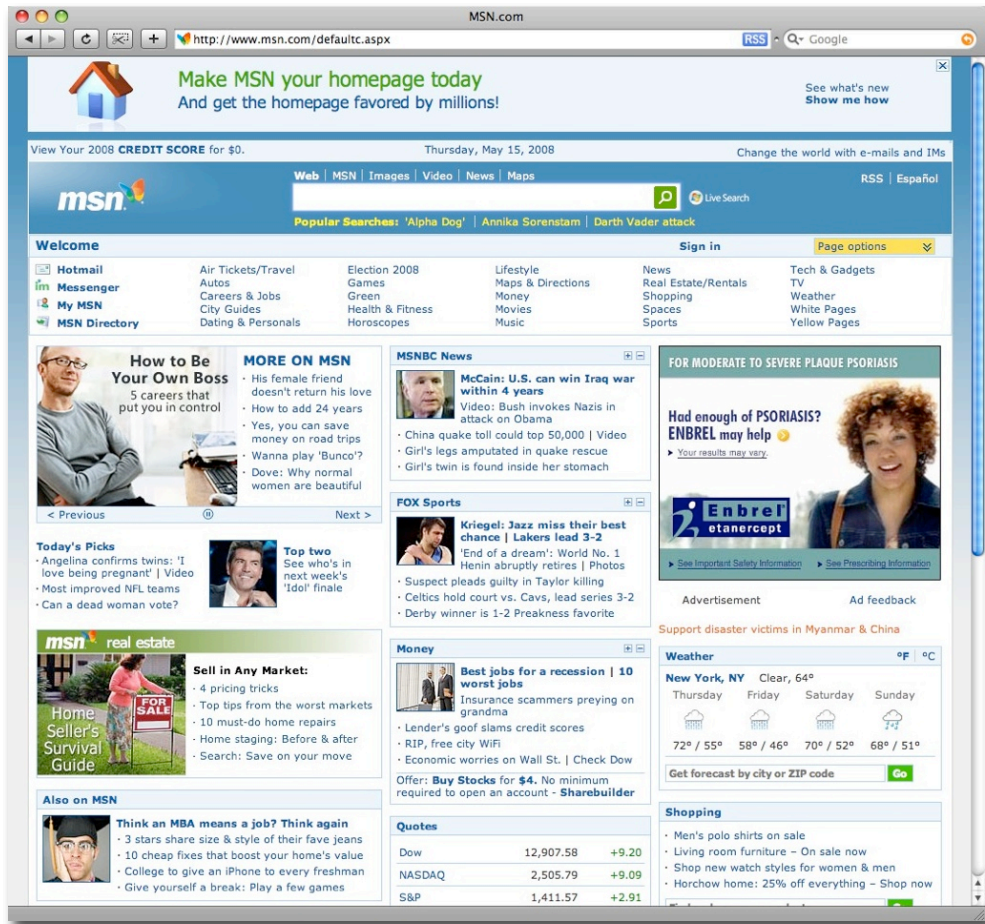 MSN.com
http://www.msn.com/defaultc.aspx
RSS
Google
Make MSN your homepage today
And get the homepage favored by millions!
See what's new
Show me how
View Your 2008 CREDIT SCORE for $0.
Thursday, May 15, 2008
Change the world with e-mails and IMs
msn
Web | MSN | Images | Video | News | Maps
Live Search
RSS | Español
Popular Searches: 'Alpha Dog' | Annika Sorenstam | Darth Vader attack
Welcome
Sign in
Page options
Hotmail
Messenger
My MSN
MSN Directory
Air Tickets/Travel
Autos
Careers & Jobs
City Guides
Dating & Personals
Election 2008
Games
Green
Health & Fitness
Horoscopes
Lifestyle
Maps & Directions
Money
Movies
Music
News
Real Estate/Rentals
Shopping
Spaces
Sports
Tech & Gadgets
TV
Weather
White Pages
Yellow Pages
How to Be
Your Own Boss
5 careers that
put you in control
MORE ON MSN
· His female friend
doesn't return his love
· How to add 24 years
· Yes, you can save
money on road trips
· Wanna play 'Bunco'?
· Dove: Why normal
women are beautiful
< Previous
Next >
Today's Picks
· Angelina confirms twins: 'I
love being pregnant' | Video
· Most improved NFL teams
· Can a dead woman vote?
Top two
See who's in
next week's
'Idol' finale
msn real estate
Home
Seller's
Survival
Guide
FOR
SALE
Sell in Any Market:
· 4 pricing tricks
· Top tips from the worst markets
· 10 must-do home repairs
· Home staging: Before & after
· Search: Save on your move
Also on MSN
Think an MBA means a job? Think again
· 3 stars share size & style of their fave jeans
· 10 cheap fixes that boost your home's value
· College to give an iPhone to every freshman
· Give yourself a break: Play a few games
MSNBC News
McCain: U.S. can win Iraq war
within 4 years
Video: Bush invokes Nazis in
attack on Obama
· China quake toll could top 50,000 | Video
· Girl's legs amputated in quake rescue
· Girl's twin is found inside her stomach
FOX Sports
Kriegel: Jazz miss their best
chance | Lakers lead 3-2
'End of a dream': World No. 1
Henin abruptly retires | Photos
· Suspect pleads guilty in Taylor killing
· Celtics hold court vs. Cavs, lead series 3-2
· Derby winner is 1-2 Preakness favorite
Money
Best jobs for a recession | 10
worst jobs
Insurance scammers preying on
grandma
· Lender's goof slams credit scores
· RIP, free city WiFi
· Economic worries on Wall St. | Check Dow
Offer: Buy Stocks for $4. No minimum
required to open an account - Sharebuilder
Quotes
Dow 12,907.58 +9.20
NASDAQ 2,505.79 +9.09
S&P 1,411.57 +2.91
FOR MODERATE TO SEVERE PLAQUE PSORIASIS
Had enough of PSORIASIS?
ENBREL may help
Your results may vary.
Enbrel
etanercept
See Important Safety Information
See Prescribing Information
Advertisement
Ad feedback
Support disaster victims in Myanmar & China
Weather
°F | °C
New York, NY Clear, 64°
Thursday Friday Saturday Sunday
72° / 55° 58° / 46° 70° / 52° 68° / 51°
Get forecast by city or ZIP code
Go
Shopping
· Men's polo shirts on sale
· Living room furniture – On sale now
· Shop new watch styles for women & men
· Horchow home: 25% off everything – Shop now